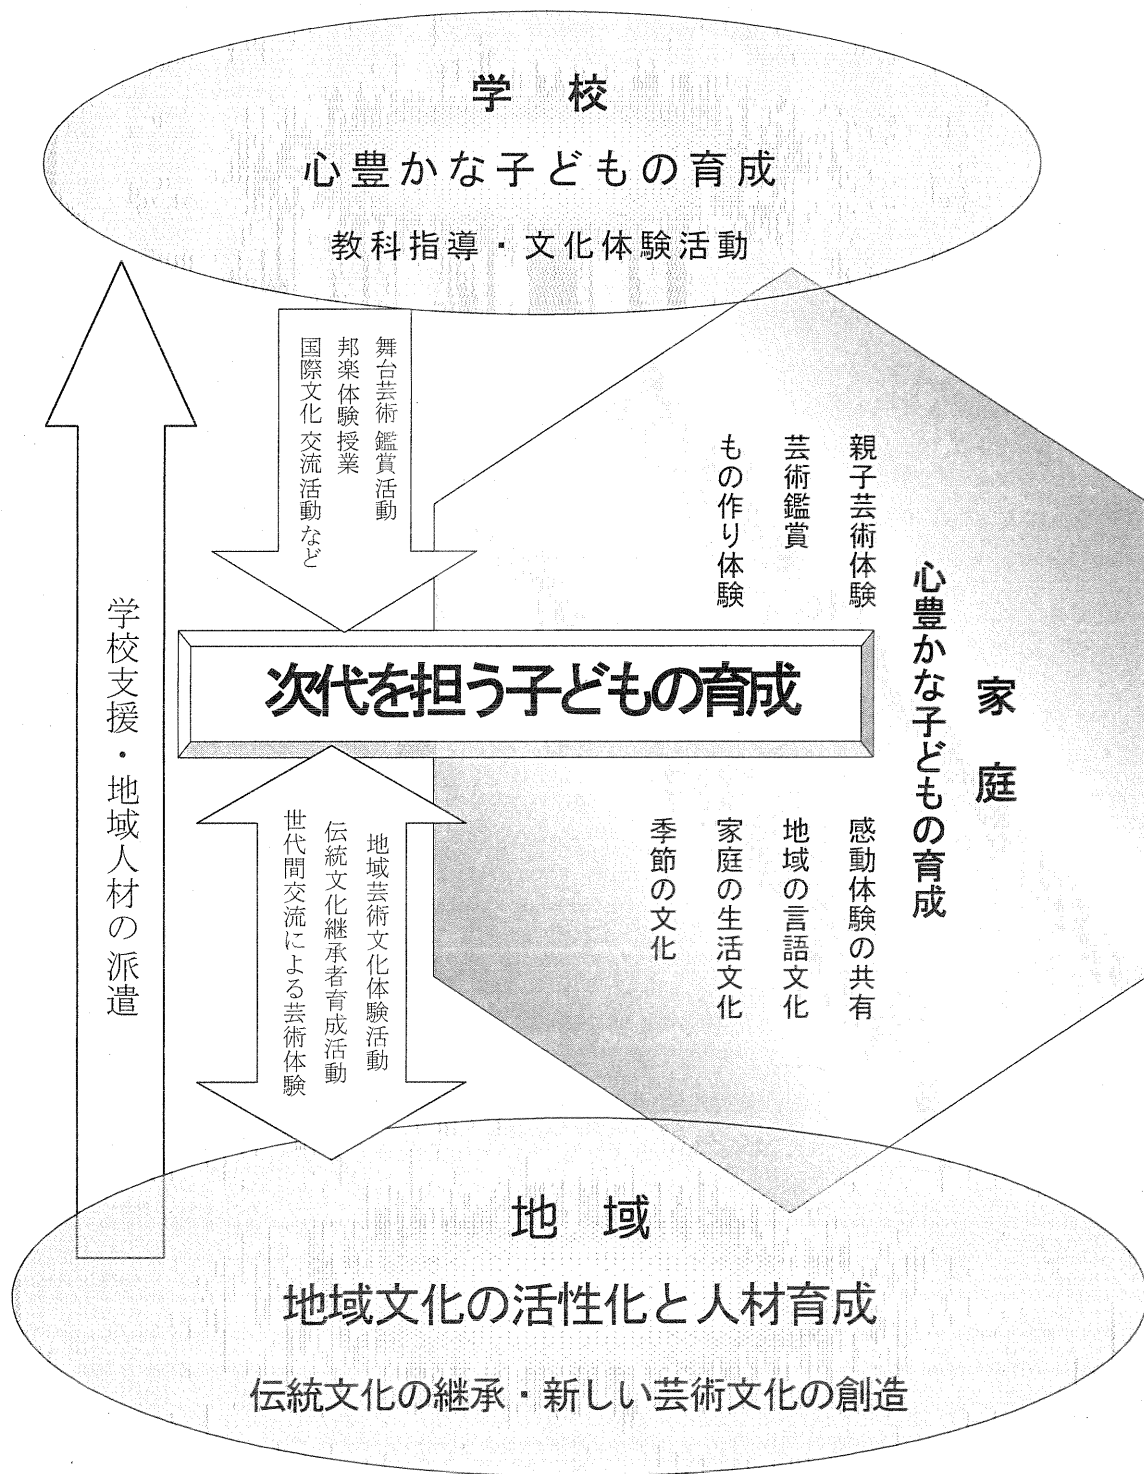 学　校
心豊かな子どもの育成
教科指導・文化体験活動
舞台芸術鑑賞活動
邦楽体験授業
国際文化交流活動など
親子芸術体験
芸術鑑賞
もの作り体験
家　庭
心豊かな子どもの育成
学校支援・地域人材の派遣
次代を担う子どもの育成
感動体験の共有
地域の言語文化
家庭の生活文化
季節の文化
地域芸術文化体験活動
伝統文化継承者育成活動
世代間交流による芸術体験
地　域
地域文化の活性化と人材育成
伝統文化の継承・新しい芸術文化の創造